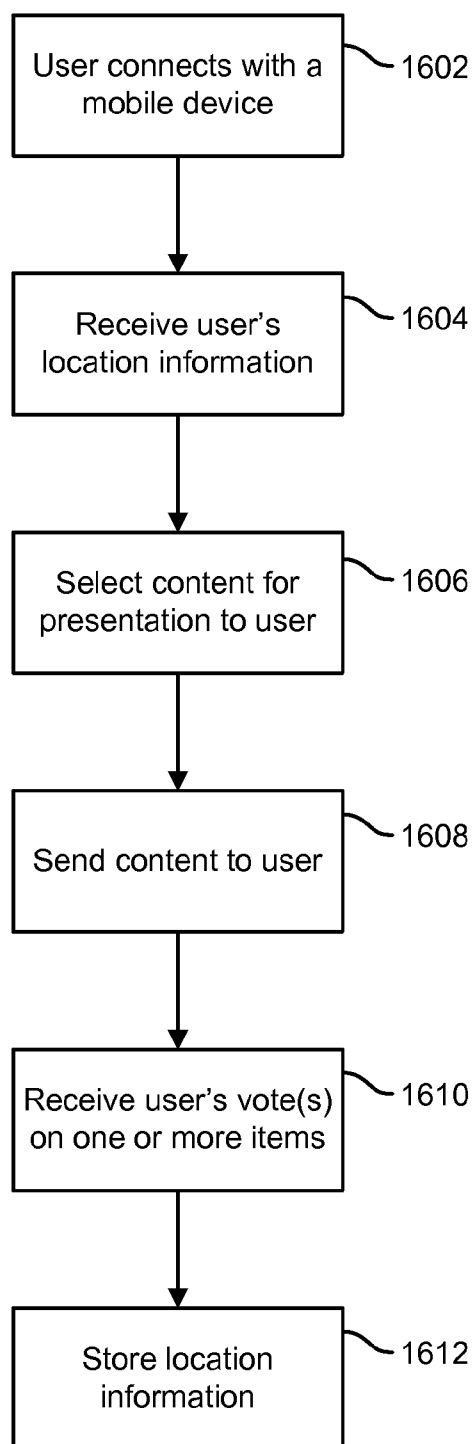 User connects with a
mobile device
1602
Receive user's
location information
1604
Select content for
presentation to user
1606
Send content to user
1608
Receive user's vote(s)
on one or more items
1610
Store location
information
1612